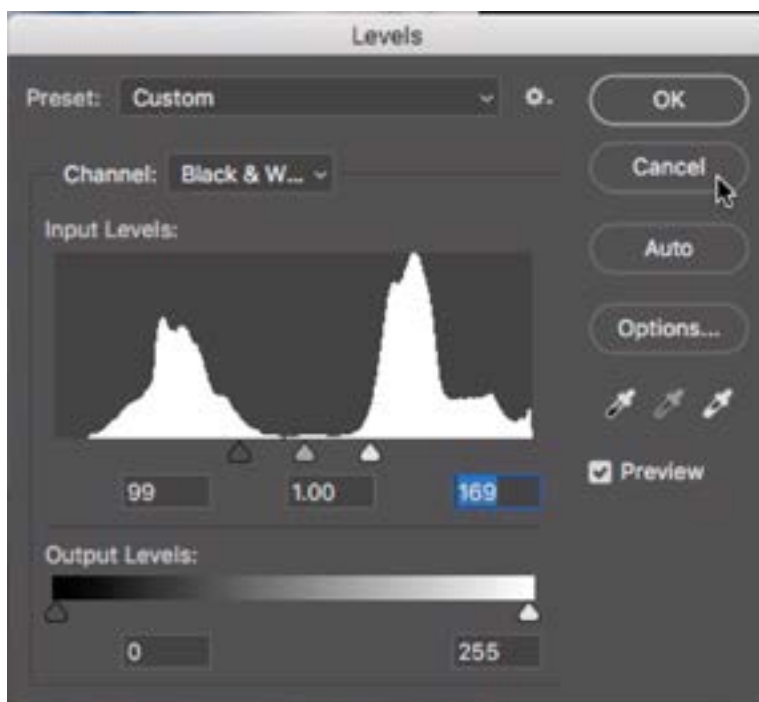 Levels
Preset: Custom
OK
Channel: Black & W...
Cancel
Input Levels:
Auto
Options...
99 1.00 169
Preview
Output Levels:
0 255